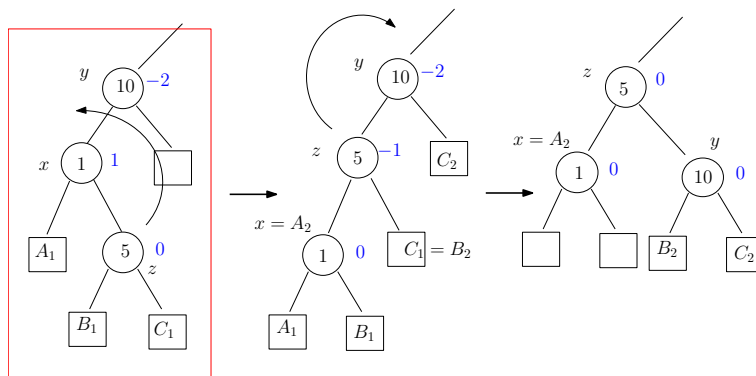 y
10 -2
x 1 1
A₁
5 0
z
B₁
C₁
y
10 -2
z
5 -1
C₂
x = A₂
1 0
C₁ = B₂
A₁
B₁
z
5 0
x = A₂
1 0
y
10 0
B₂
C₂